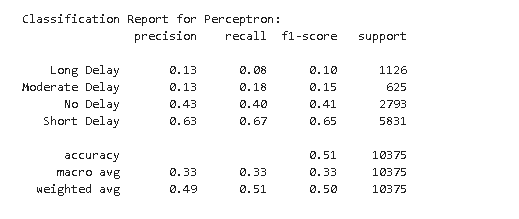 Classification Report for Perceptron:
precision recall f1-score support
Long Delay 0.13 0.08 0.10 1126
Moderate Delay 0.13 0.18 0.15 625
No Delay 0.43 0.40 0.41 2793
Short Delay 0.63 0.67 0.65 5831
accuracy 0.51 10375
macro avg 0.33 0.33 0.33 10375
weighted avg 0.49 0.51 0.50 10375